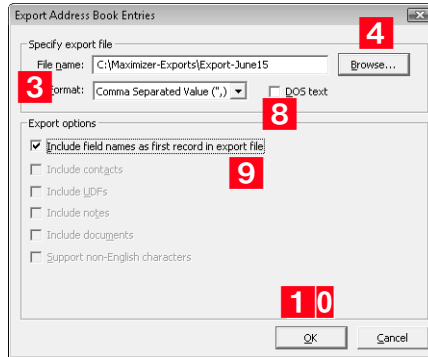 Export Address Book Entries
4
Specify export file
File name: C:\Maximizer-Exports\Export-June15 Browse...
3 Format: Comma Separated Value (",) DOS text
8
Export options
Include field names as first record in export file
9
Include contacts
Include UDFs
Include notes
Include documents
Support non-English characters
1 0
OK Cancel